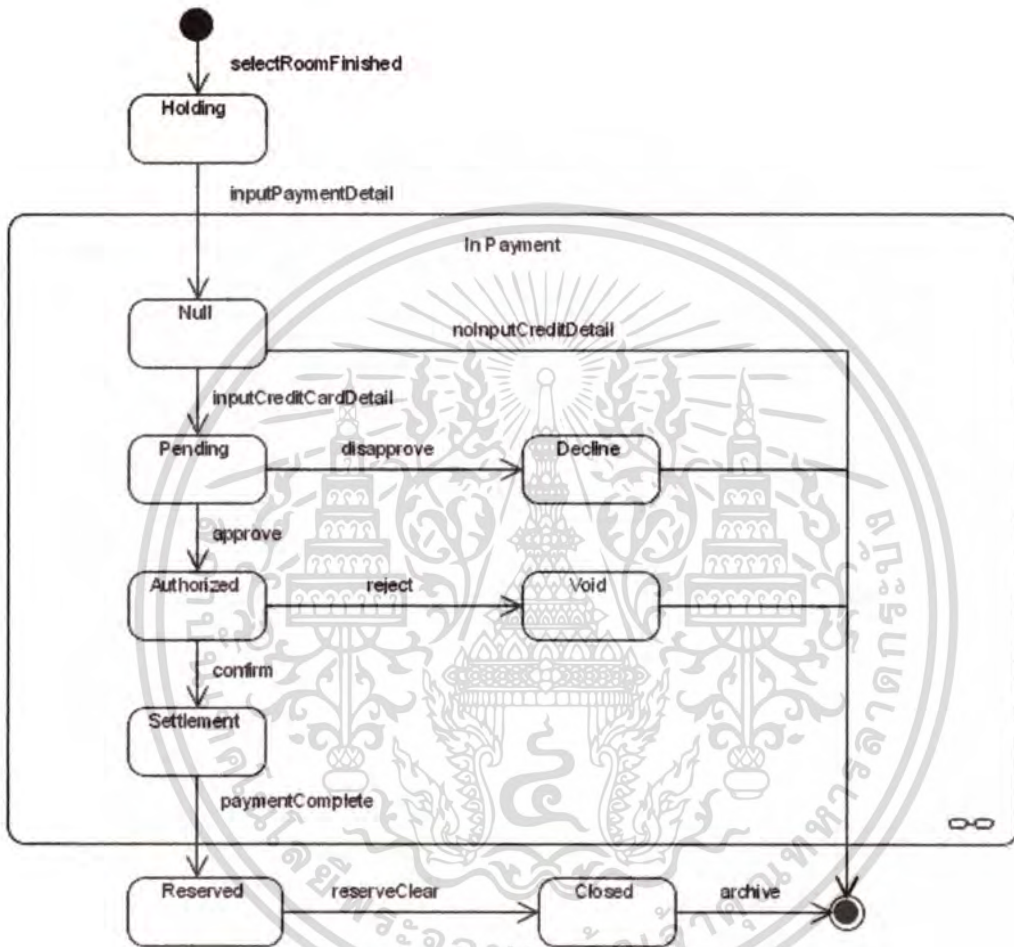 selectRoomFinished
Holding
inputPaymentDetail
In Payment
Null
noInputCreditDetail
inputCreditCardDetail
Pending
disapprove
Decline
approve
Authorized
reject
Void
confirm
Settlement
paymentComplete
Reserved
reserveClear
Closed
archive